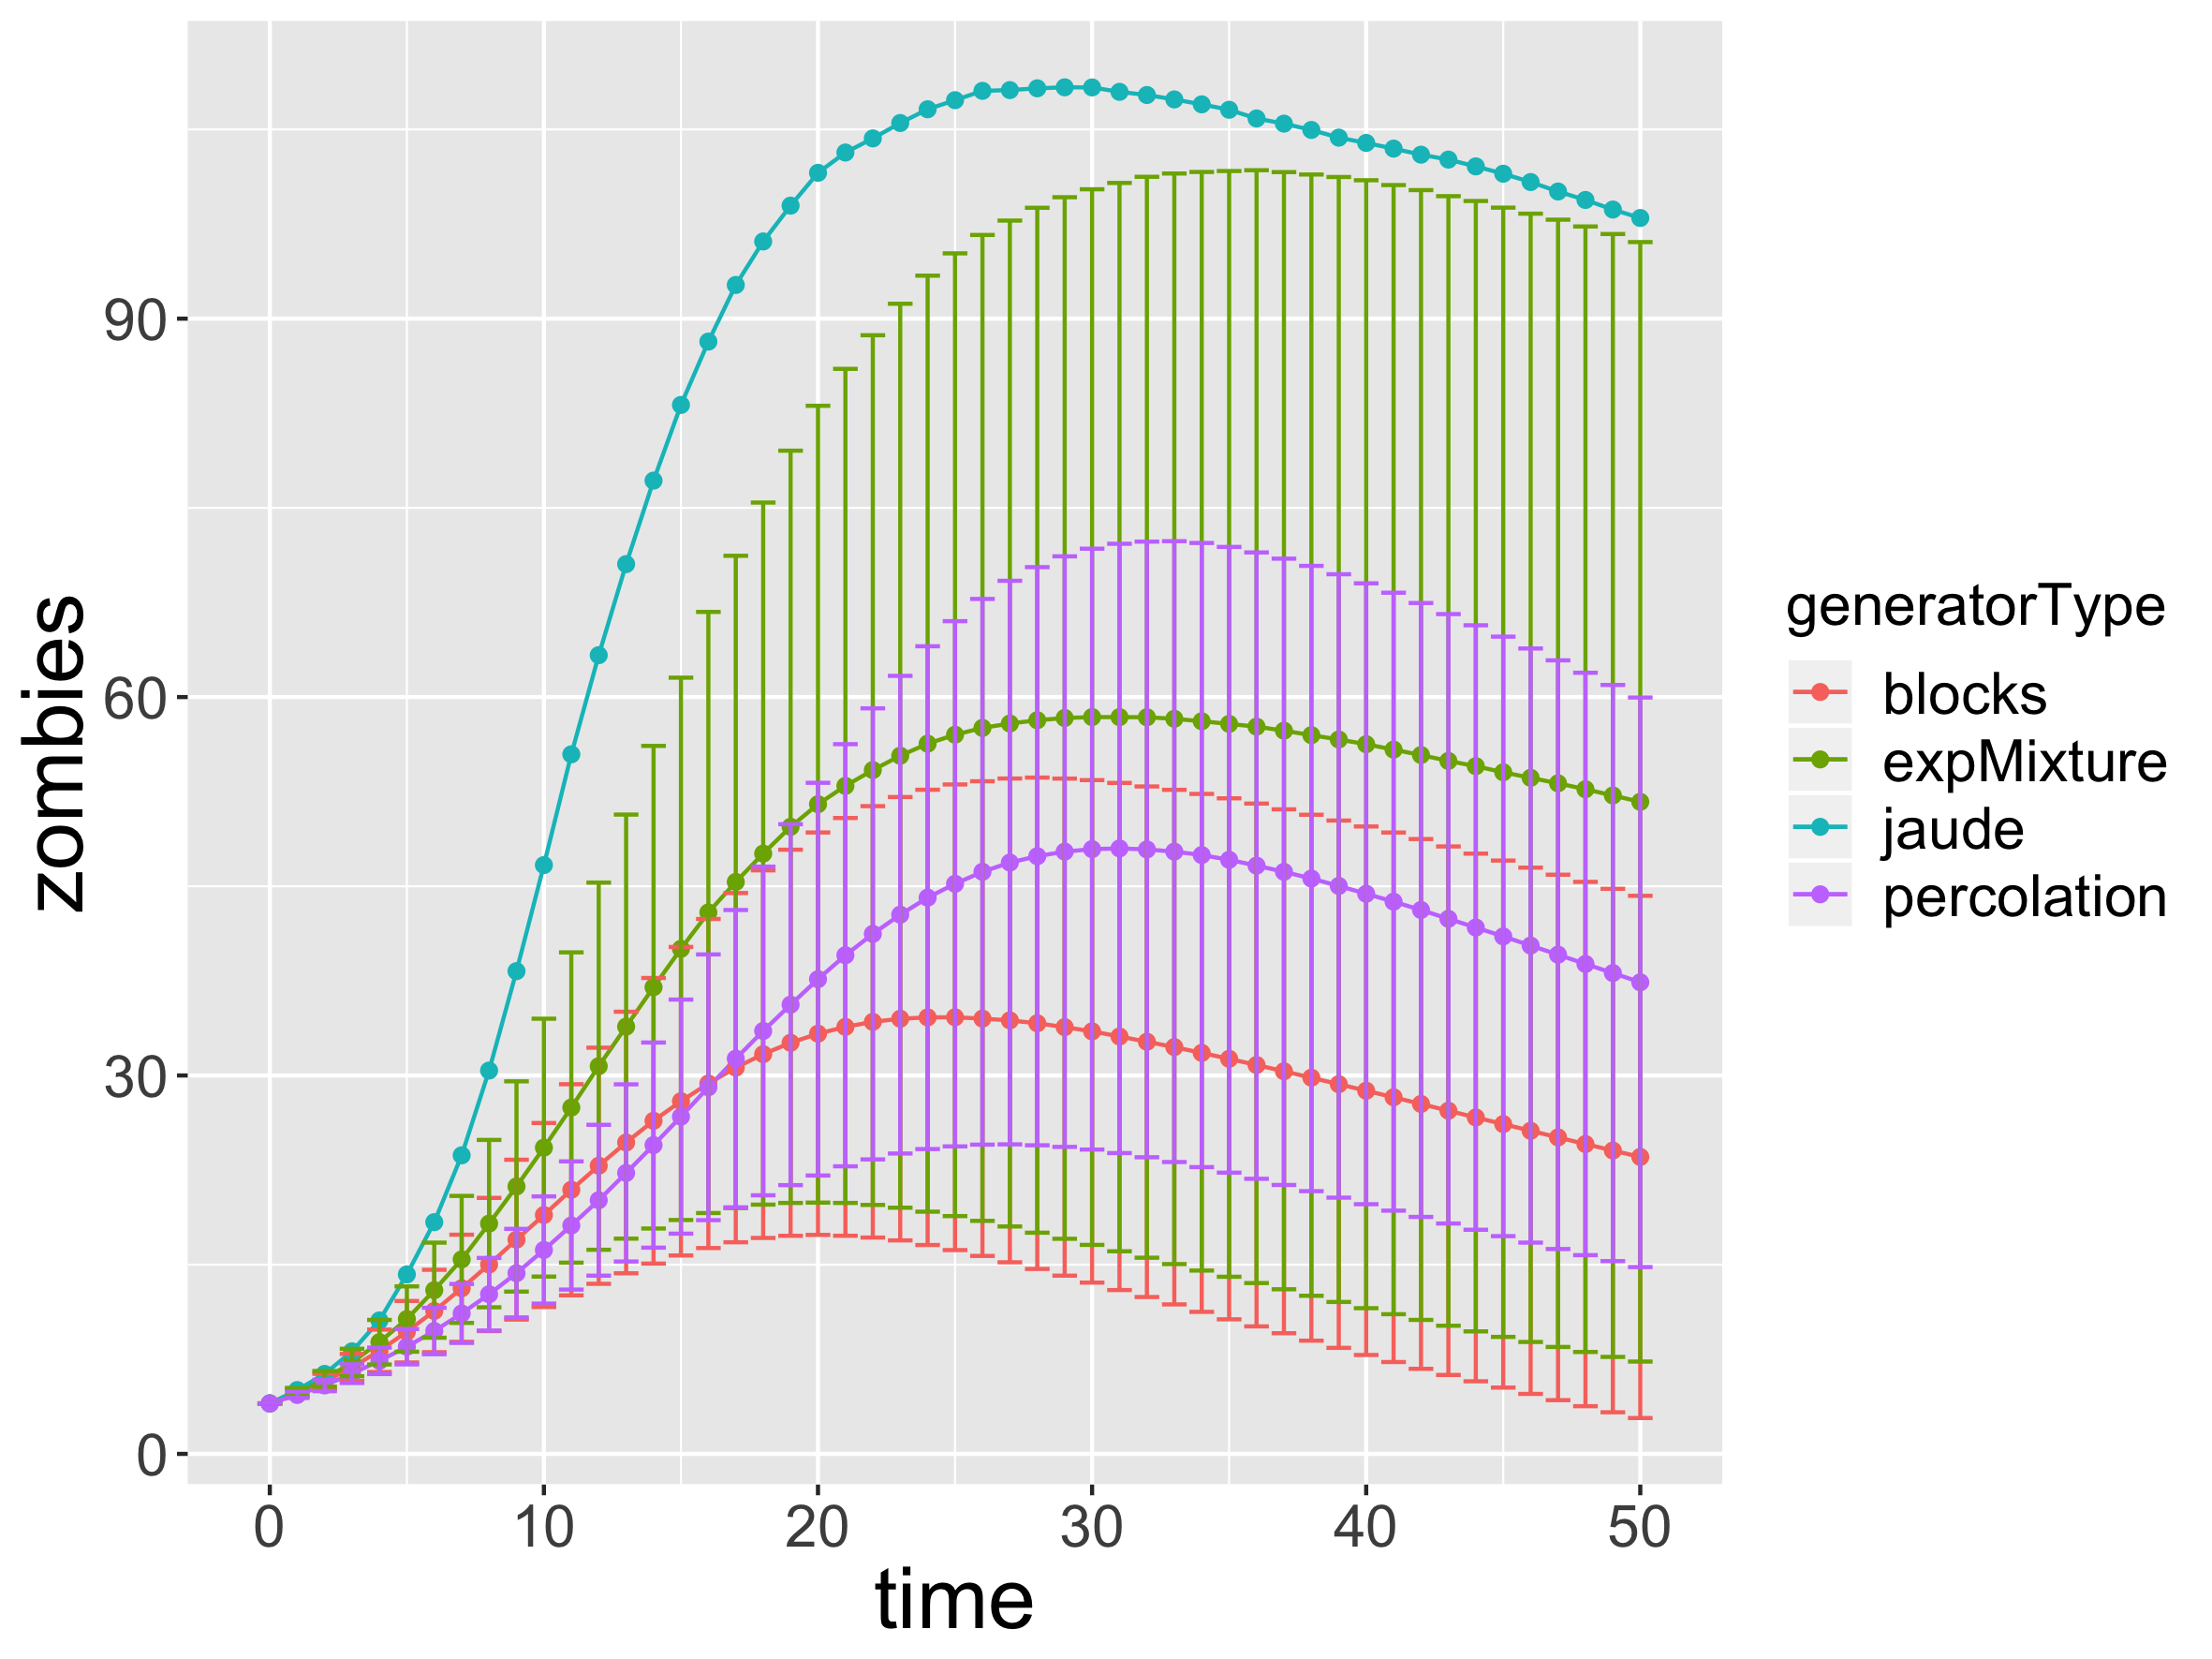 zombies
90
60
30
0
0 10 20 30 40 50
time
generatorType
blocks
expMixture
jaude
percolation